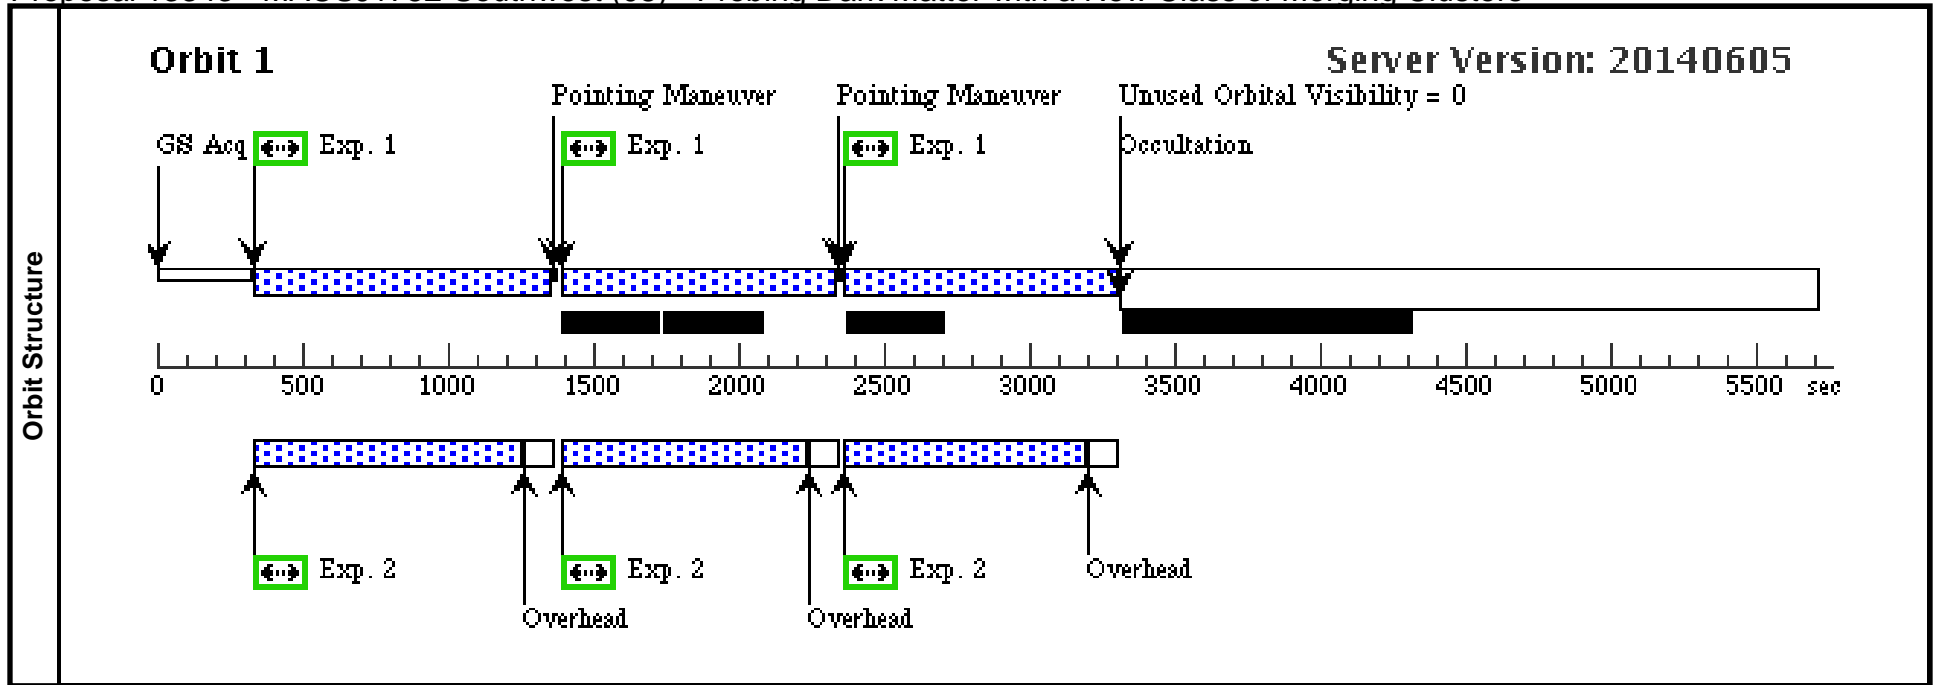 Orbit Structure
Orbit 1
Server Version: 20140605
Pointing Maneuver
Pointing Maneuver
Unused Orbital Visibility = 0
GS Acq
Exp. 1
Exp. 1
Exp. 1
Occultation
0 500 1000 1500 2000 2500 3000 3500 4000 4500 5000 5500 sec
Exp. 2
Exp. 2
Exp. 2
Overhead
Overhead
Overhead